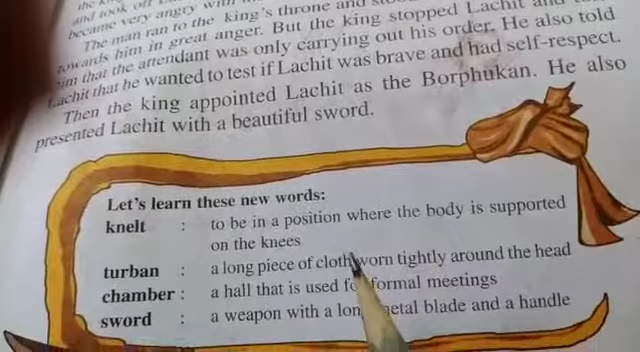 the
and took off
became very angry with
The man ran to the king's throne and
towards him in great anger. But the king stopped Lachit and
him that the attendant was only carrying out his order. He also told
Lachit that he wanted to test if Lachit was brave and had self-respect.
Then the king appointed Lachit as the Borphukan. He also
presented Lachit with a beautiful sword.
Let's learn these new words:
knelt : to be in a position where the body is supported
on the knees
turban : a long piece of cloth worn tightly around the head
chamber : a hall that is used for formal meetings
sword : a weapon with a long metal blade and a handle